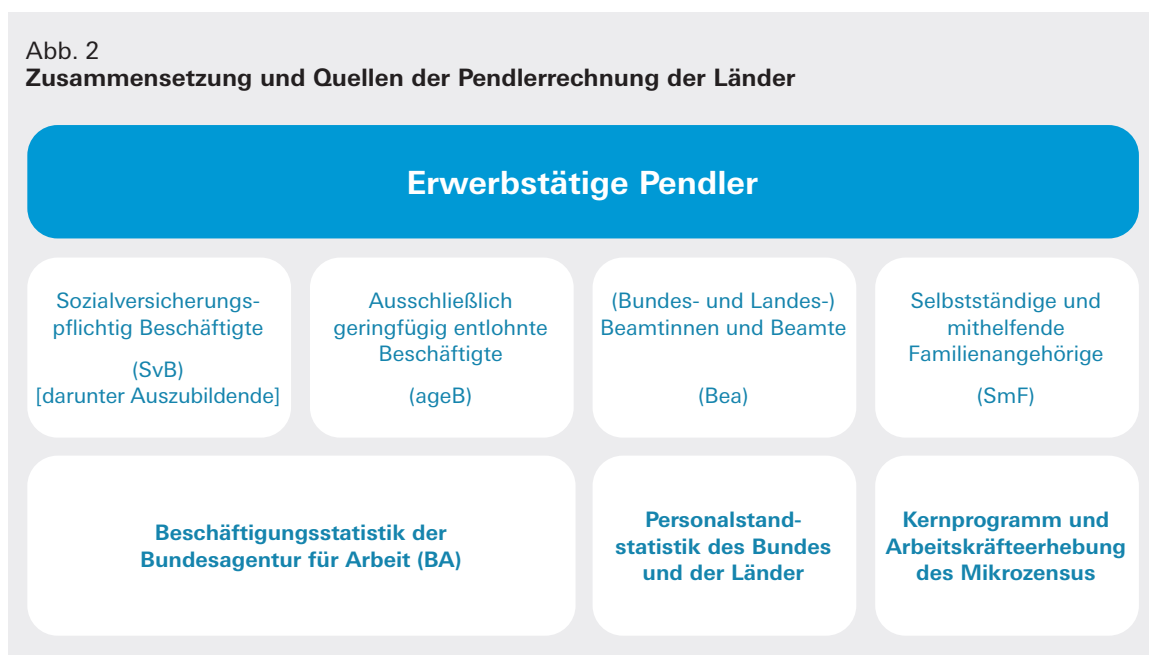 Abb. 2
Zusammensetzung und Quellen der Pendlerrechnung der Länder
Erwerbstätige Pendler
Sozialversicherungs-
pflichtig Beschäftigte
(SvB)
[darunter Auszubildende]
Ausschließlich
geringfügig entlohnte
Beschäftigte
(ageB)
(Bundes- und Landes-)
Beamtinnen und Beamte
(Bea)
Selbstständige und
mithelfende
Familienangehörige
(SmF)
Beschäftigungsstatistik der
Bundesagentur für Arbeit (BA)
Personalstand-
statistik des Bundes
und der Länder
Kernprogramm und
Arbeitskräfteerhebung
des Mikrozensus